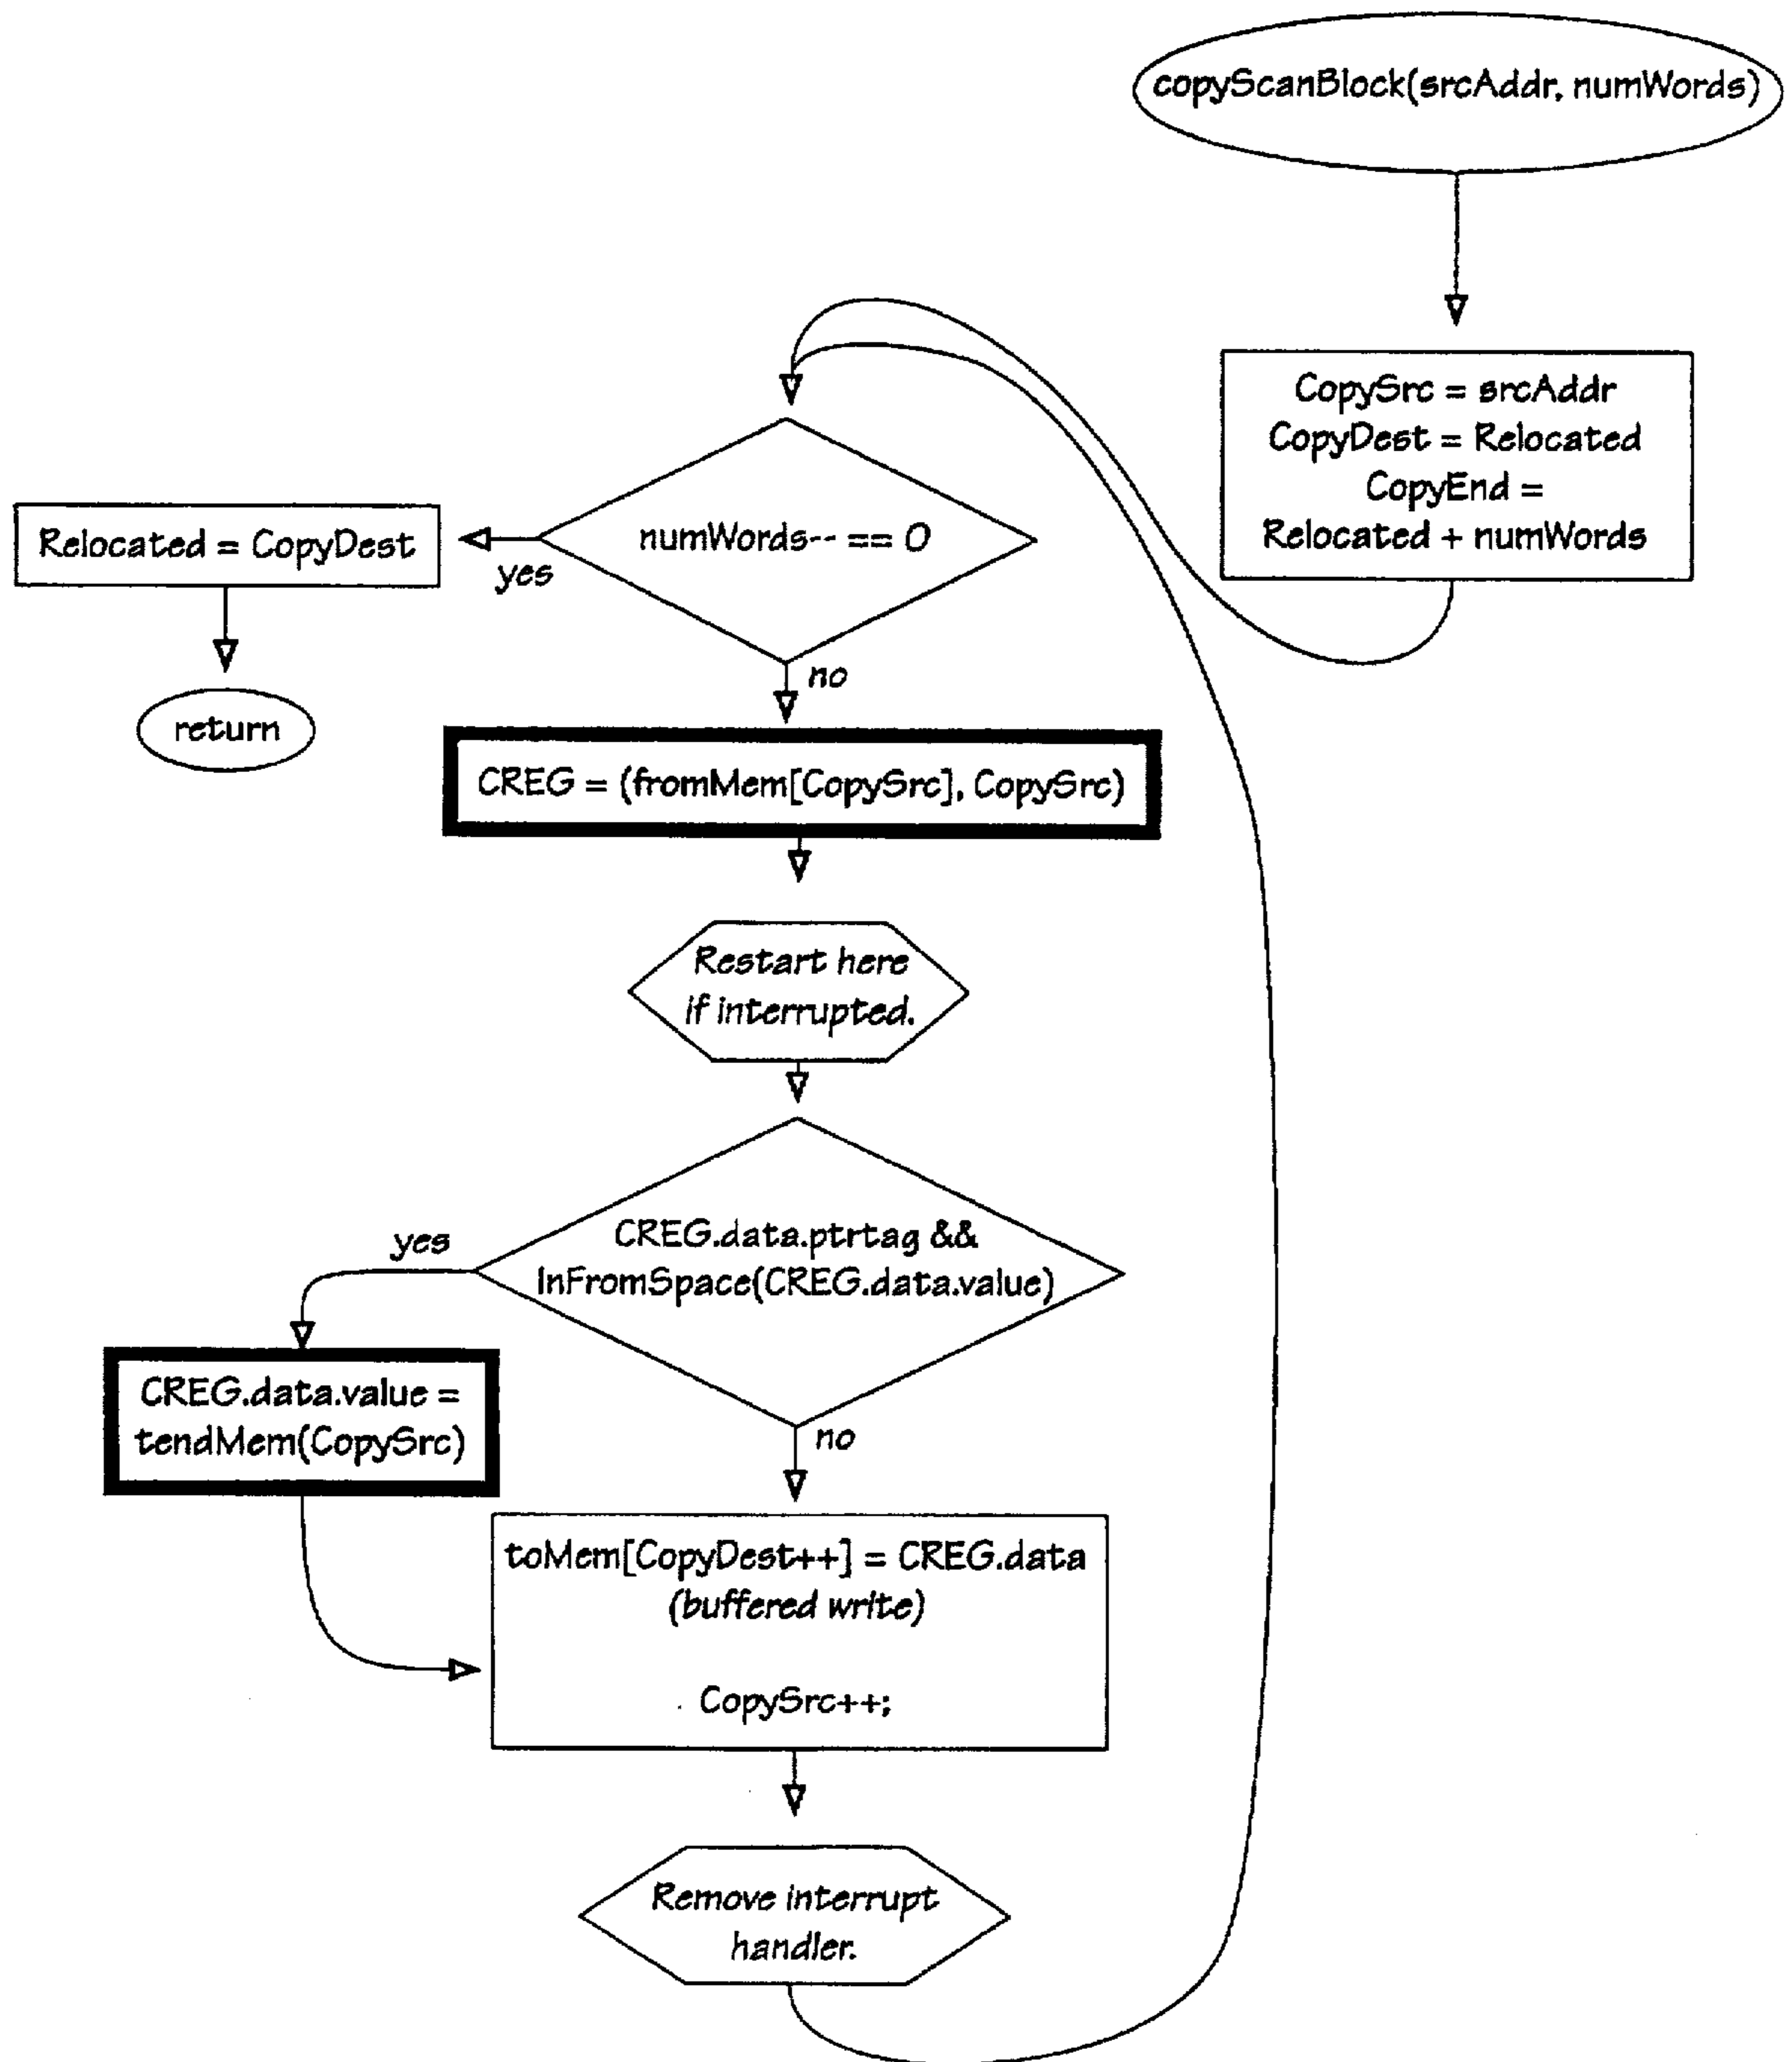 copyScanBlock(srcAddr, numWords)
CopySrc = srcAddr
CopyDest = Relocated
CopyEnd =
Relocated + numWords
numWords-- == 0
yes
Relocated = CopyDest
return
no
CREG = (fromMem[CopySrc], CopySrc)
Restart here
if interrupted.
CREG.data.ptrtag &&
InFromSpace(CREG.data.value)
yes
CREG.data.value =
tendMem(CopySrc)
no
toMem[CopyDest++] = CREG.data
(buffered write)
CopySrc++;
Remove interrupt
handler.